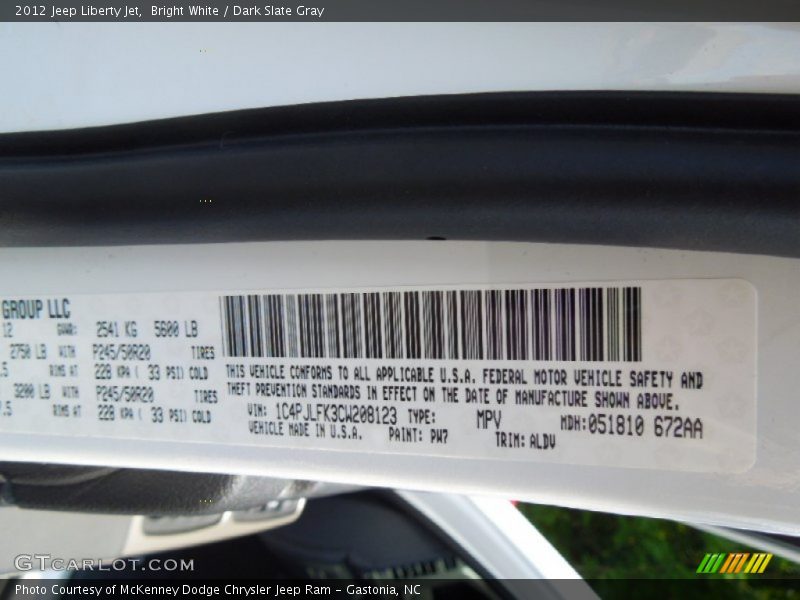 2012 Jeep Liberty Jet,  Bright White / Dark Slate Gray
GROUP LLC
12 GAWR: 2541 KG 5600 LB
2750 LB WITH P245/50R20 TIRES
.5 RIMS AT 228 KPA ( 33 PSI) COLD
3200 LB WITH P245/50R20 TIRES
7.5 RIMS AT 228 KPA ( 33 PSI) COLD
THIS VEHICLE CONFORMS TO ALL APPLICABLE U.S.A. FEDERAL MOTOR VEHICLE SAFETY AND
THEFT PREVENTION STANDARDS IN EFFECT ON THE DATE OF MANUFACTURE SHOWN ABOVE.
VIN: 1C4PJLFK3CW208123 TYPE: MPV MDH:051810 672AA
VEHICLE MADE IN U.S.A. PAINT: PW7 TRIM: ALDV
GTCARLOT.COM
Photo Courtesy of McKenney Dodge Chrysler Jeep Ram - Gastonia, NC